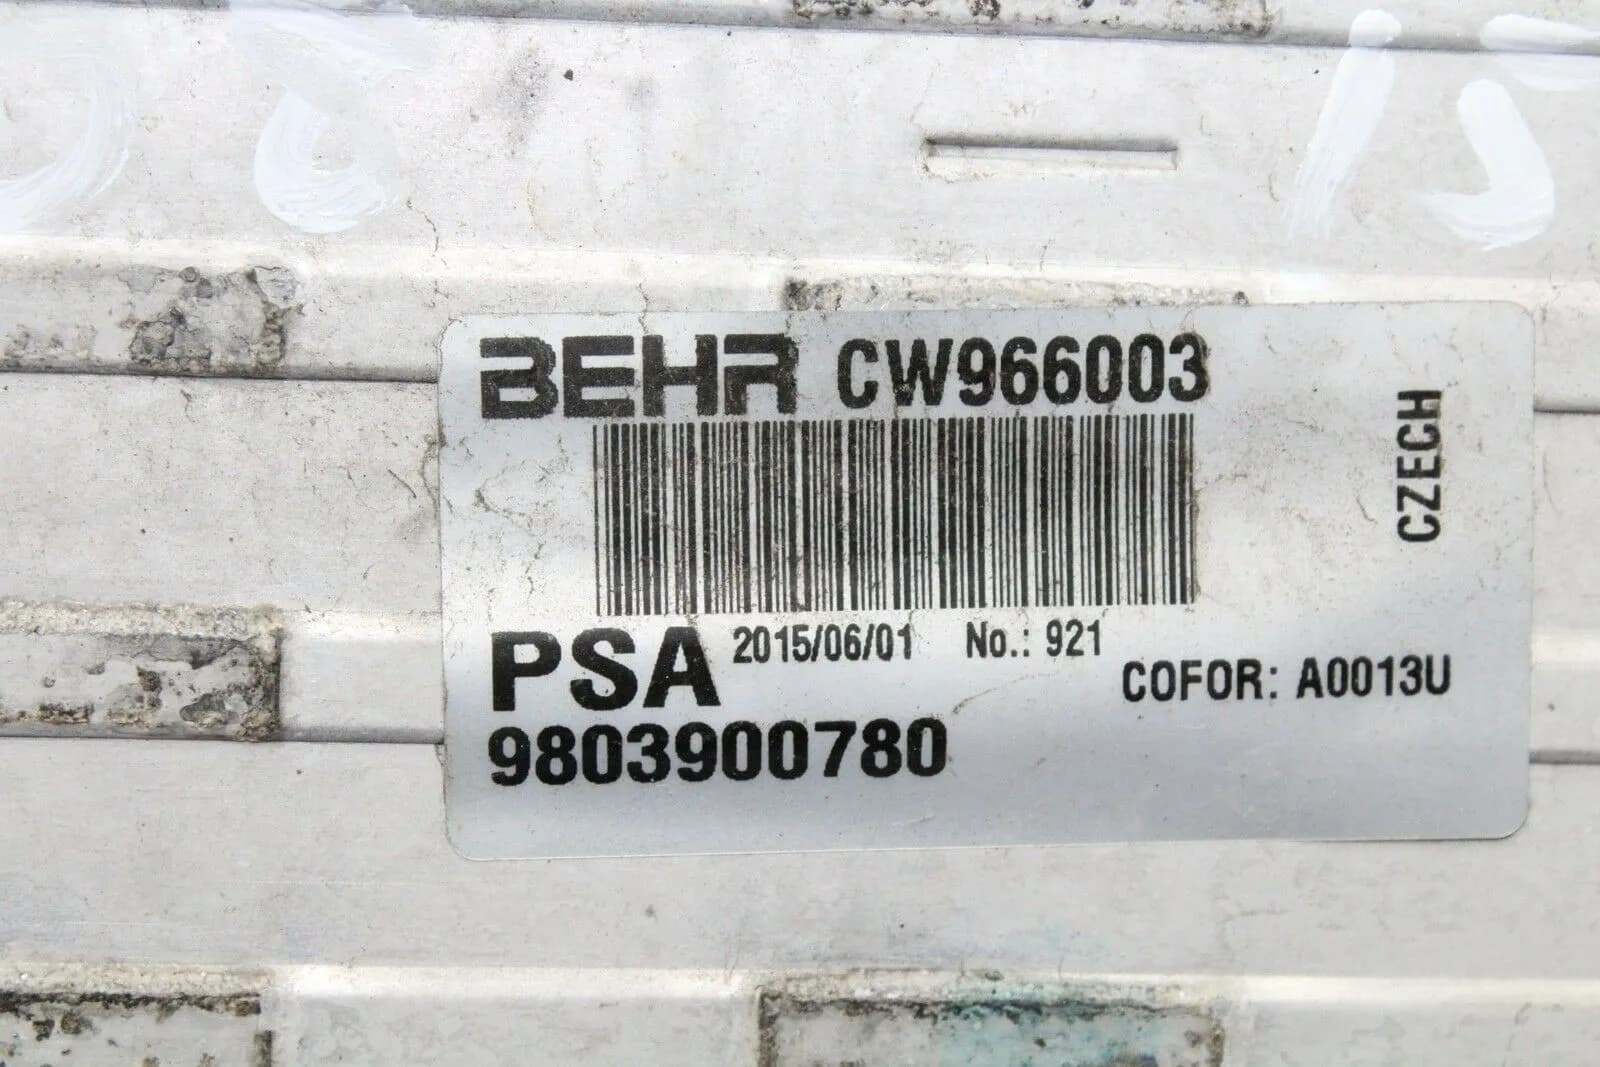 BEHR CW966003
CZECH
PSA 2015/06/01 No.: 921
COFOR: A0013U
9803900780